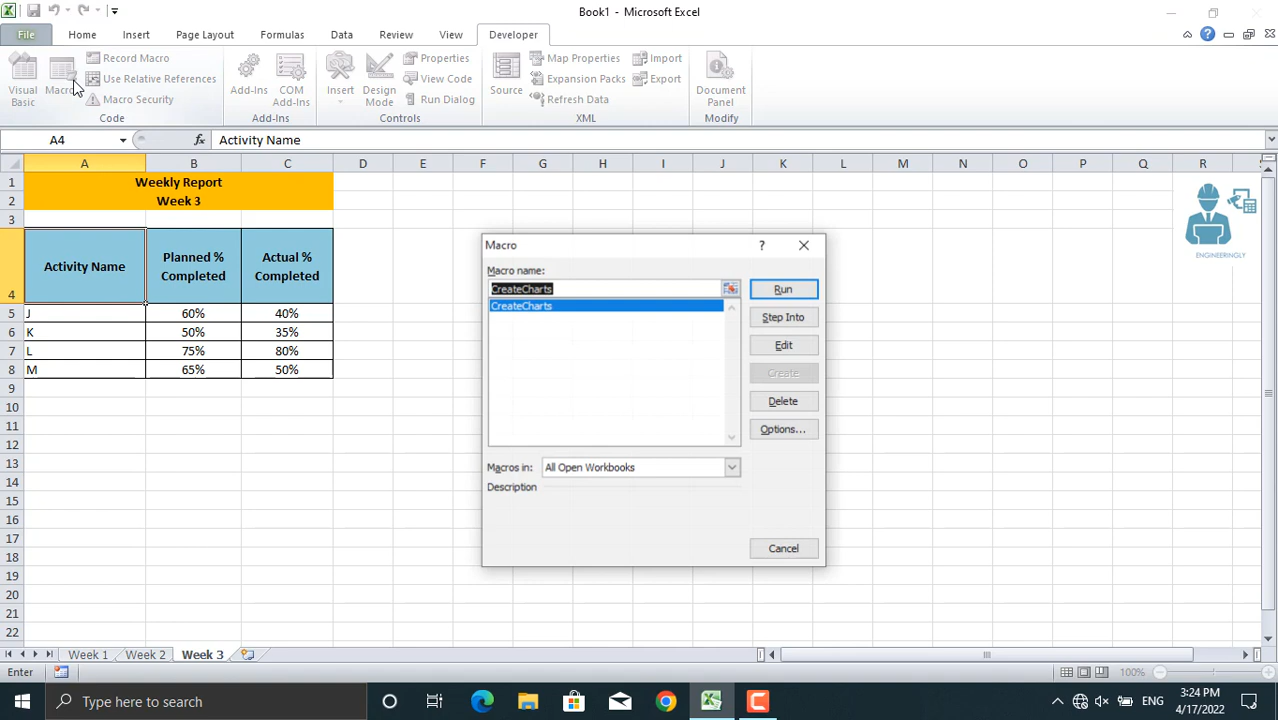 Book1 - Microsoft Excel
File Home Insert Page Layout Formulas Data Review View Developer
Visual Basic
Macros
Record Macro
Use Relative References
Macro Security
Code
Add-Ins
COM Add-Ins
Add-Ins
Insert
Design Mode
Properties
View Code
Run Dialog
Controls
Source
Map Properties
Expansion Packs
Refresh Data
Import
Export
XML
Document Panel
Modify
A4 fx Activity Name
A B C D E F G H I J K L M N O P Q R
1 Weekly Report
2 Week 3
3
4 Activity Name Planned % Completed Actual % Completed
5 J 60% 40%
6 K 50% 35%
7 L 75% 80%
8 M 65% 50%
9
10
11
12
13
14
15
16
17
18
19
20
21
22
ENGINEERINGLY
Macro ?
Macro name:
CreateCharts
CreateCharts
Run
Step Into
Edit
Create
Delete
Options...
Macros in: All Open Workbooks
Description
Cancel
Week 1 Week 2 Week 3
Enter 100%
Type here to search
ENG
3:24 PM
4/17/2022